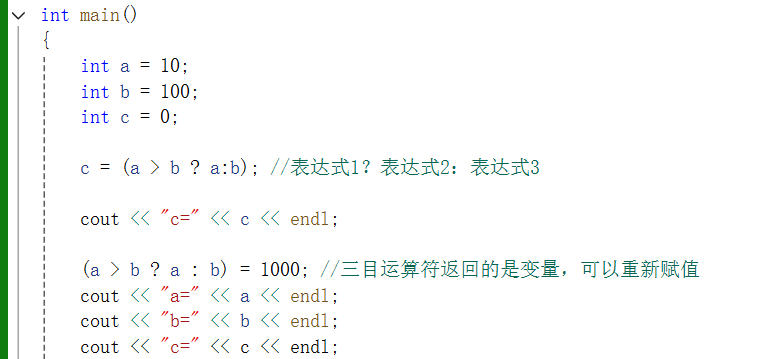 int main()
{
int a = 10;
int b = 100;
int c = 0;
c = (a > b ? a:b); //表达式1? 表达式2: 表达式3
cout << "c=" << c << endl;
(a > b ? a : b) = 1000; //三目运算符返回的是变量，可以重新赋值
cout << "a=" << a << endl;
cout << "b=" << b << endl;
cout << "c=" << c << endl;